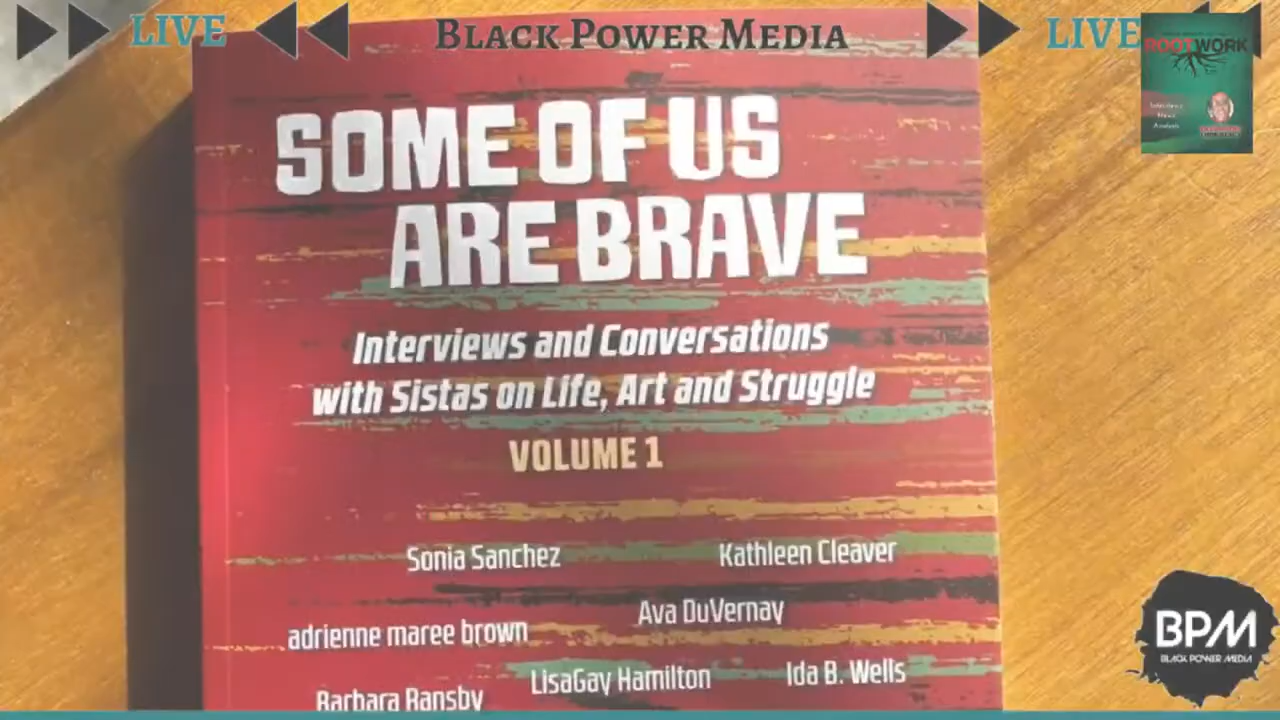 LIVE
BLACK POWER MEDIA
LIVE
ROOTWORK
SOME OF US
ARE BRAVE
Interviews and Conversations
with Sistas on Life, Art and Struggle
VOLUME 1
Sonia Sanchez
Kathleen Cleaver
Ava DuVernay
adrienne maree brown
LisaGay Hamilton
Ida B. Wells
Barbara Ransby
BPM
BLACK POWER MEDIA